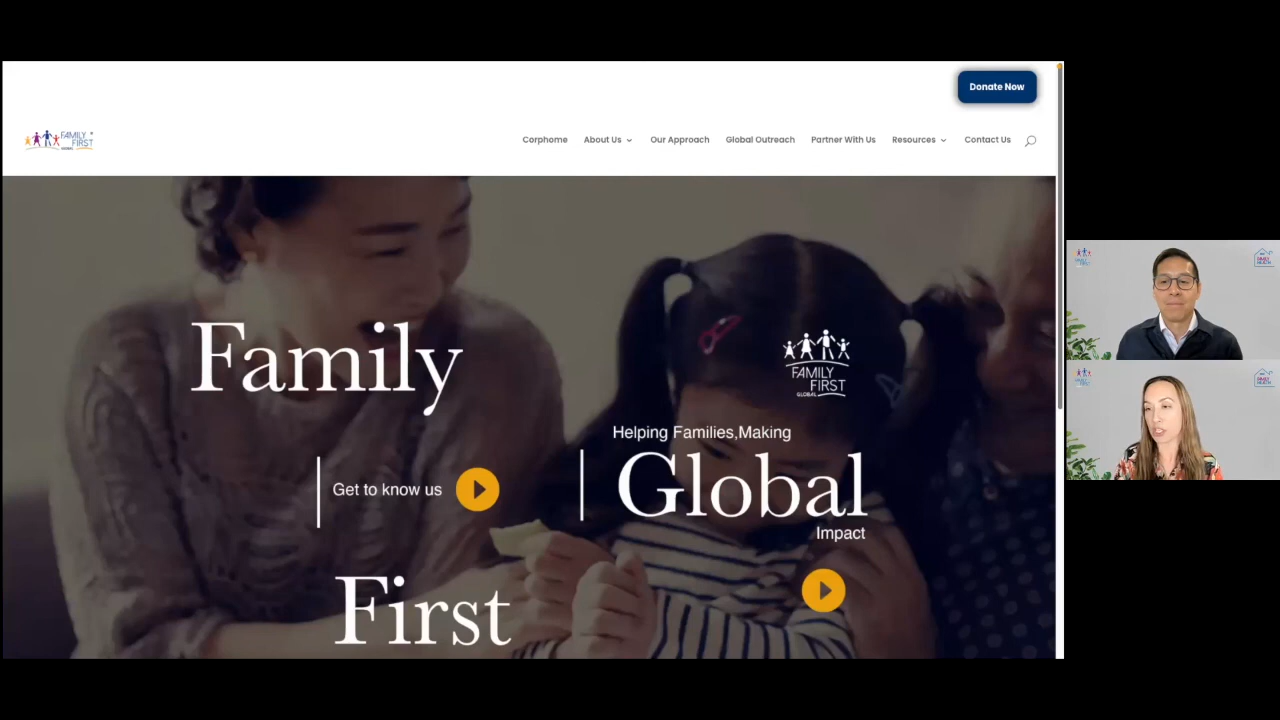 Donate Now
FAMILY
FIRST
GLOBAL
Corphome About Us Our Approach Global Outreach Partner With Us Resources Contact Us
Family
FAMILY
FIRST
GLOBAL
Helping Families,Making
Get to know us
Global
Impact
First